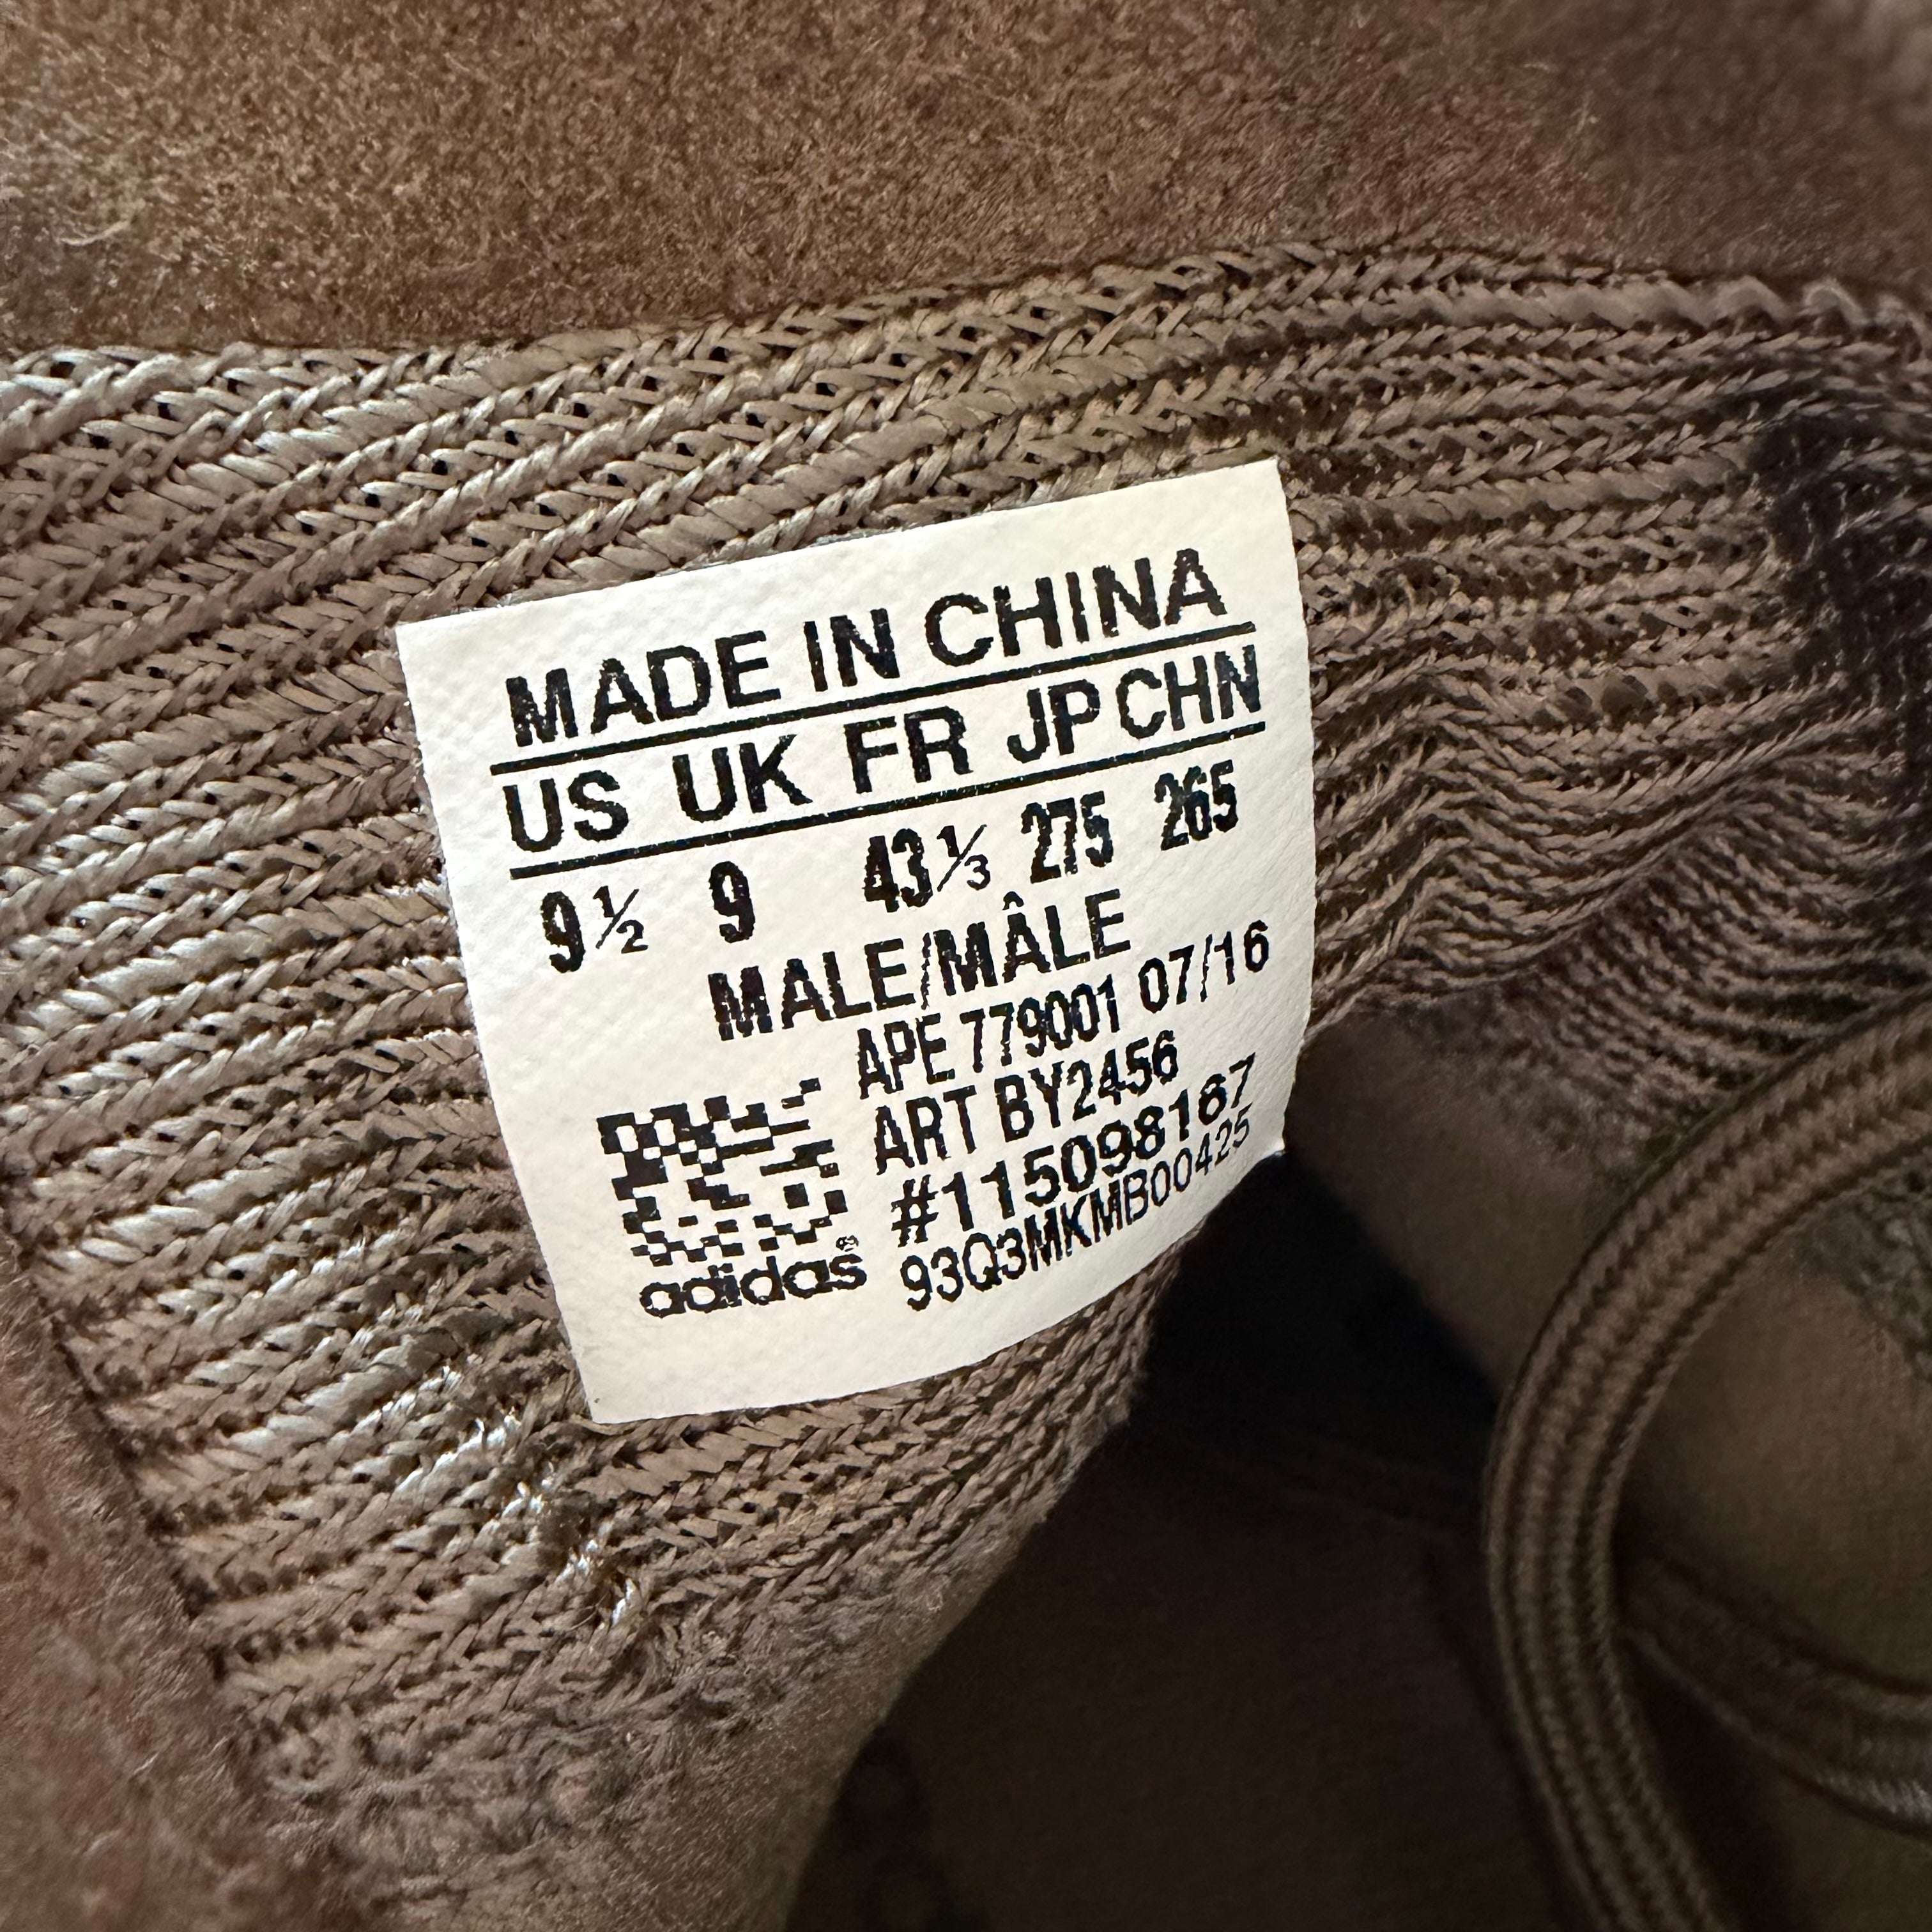 MADE IN CHINA
US UK FR JP CHN
9½ 9 43⅓ 275 265
MALE/MÂLE
APE 779001 07/16
ART BY2456
#115098167
93Q3MKMB00425
adidas®